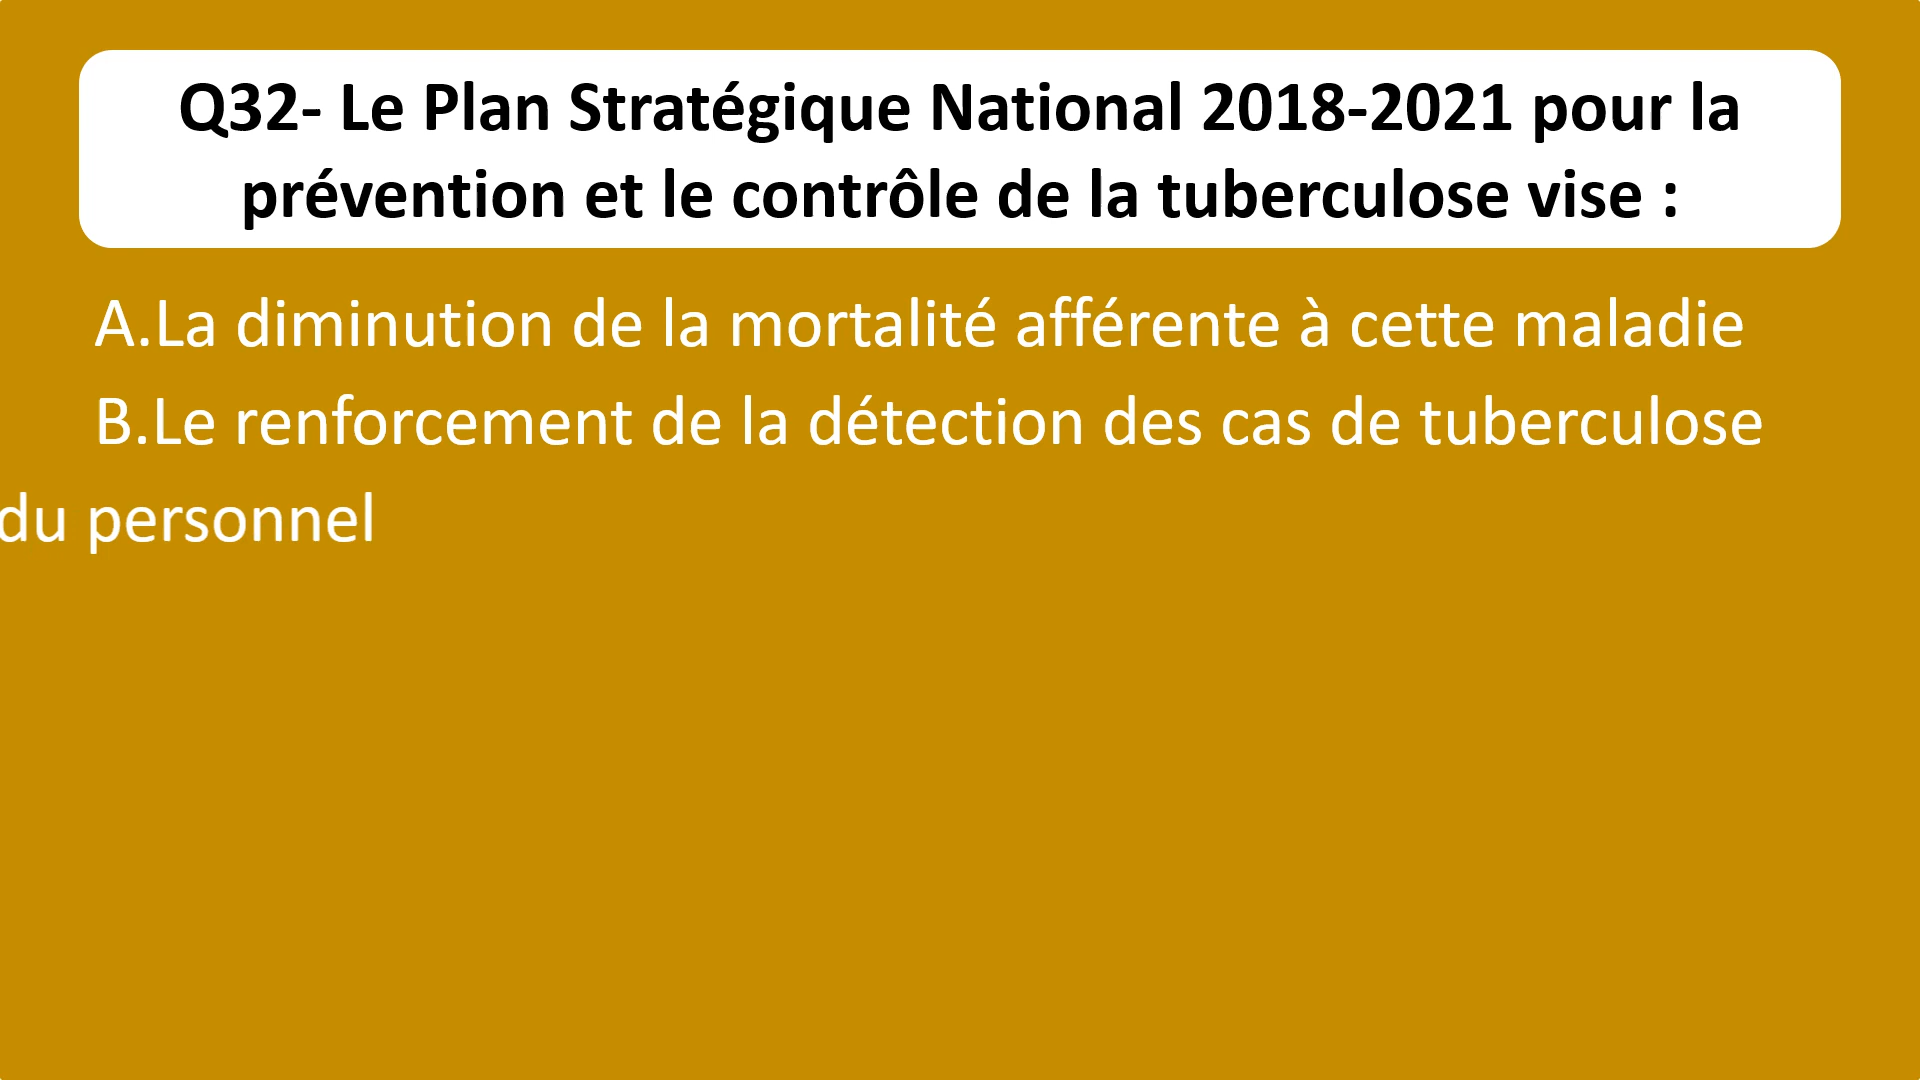 Q32- Le Plan Stratégique National 2018-2021 pour la
prévention et le contrôle de la tuberculose vise :
A.La diminution de la mortalité afférente à cette maladie
B.Le renforcement de la détection des cas de tuberculose
du personnel